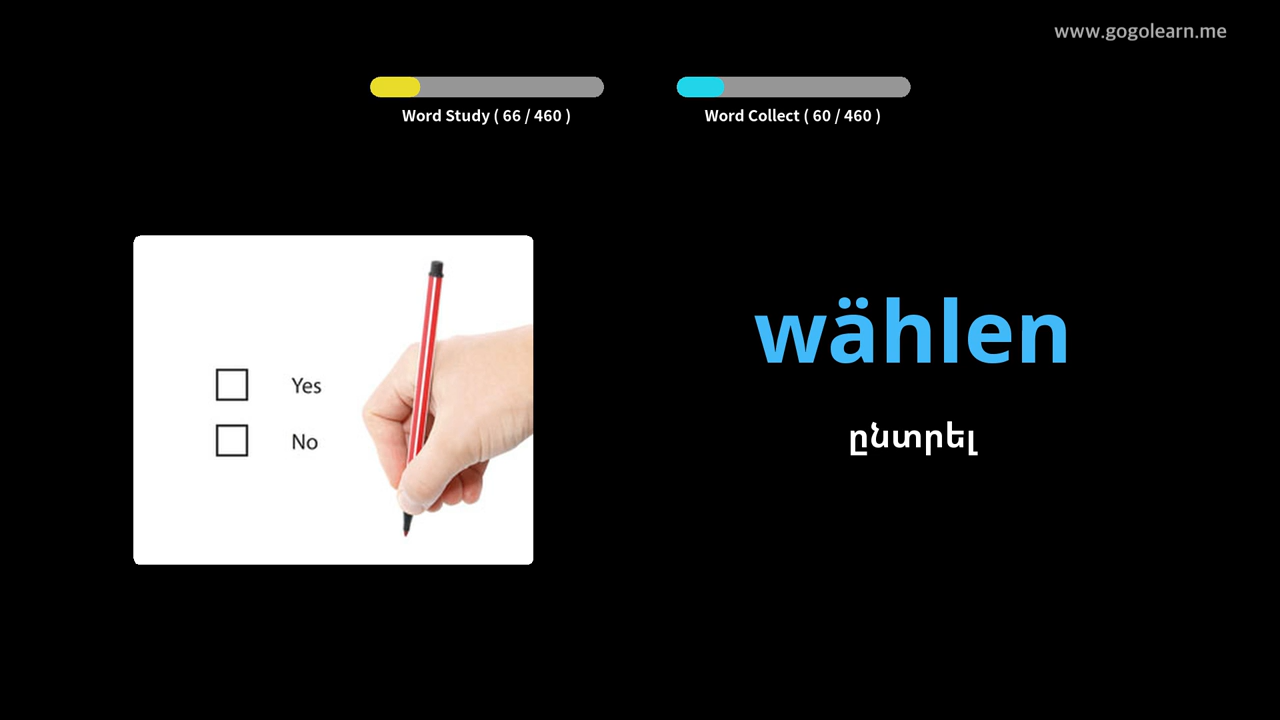 www.gogolearn.me
Word Study ( 66 / 460 )
Word Collect ( 60 / 460 )
Yes
No
wählen
ընտրել